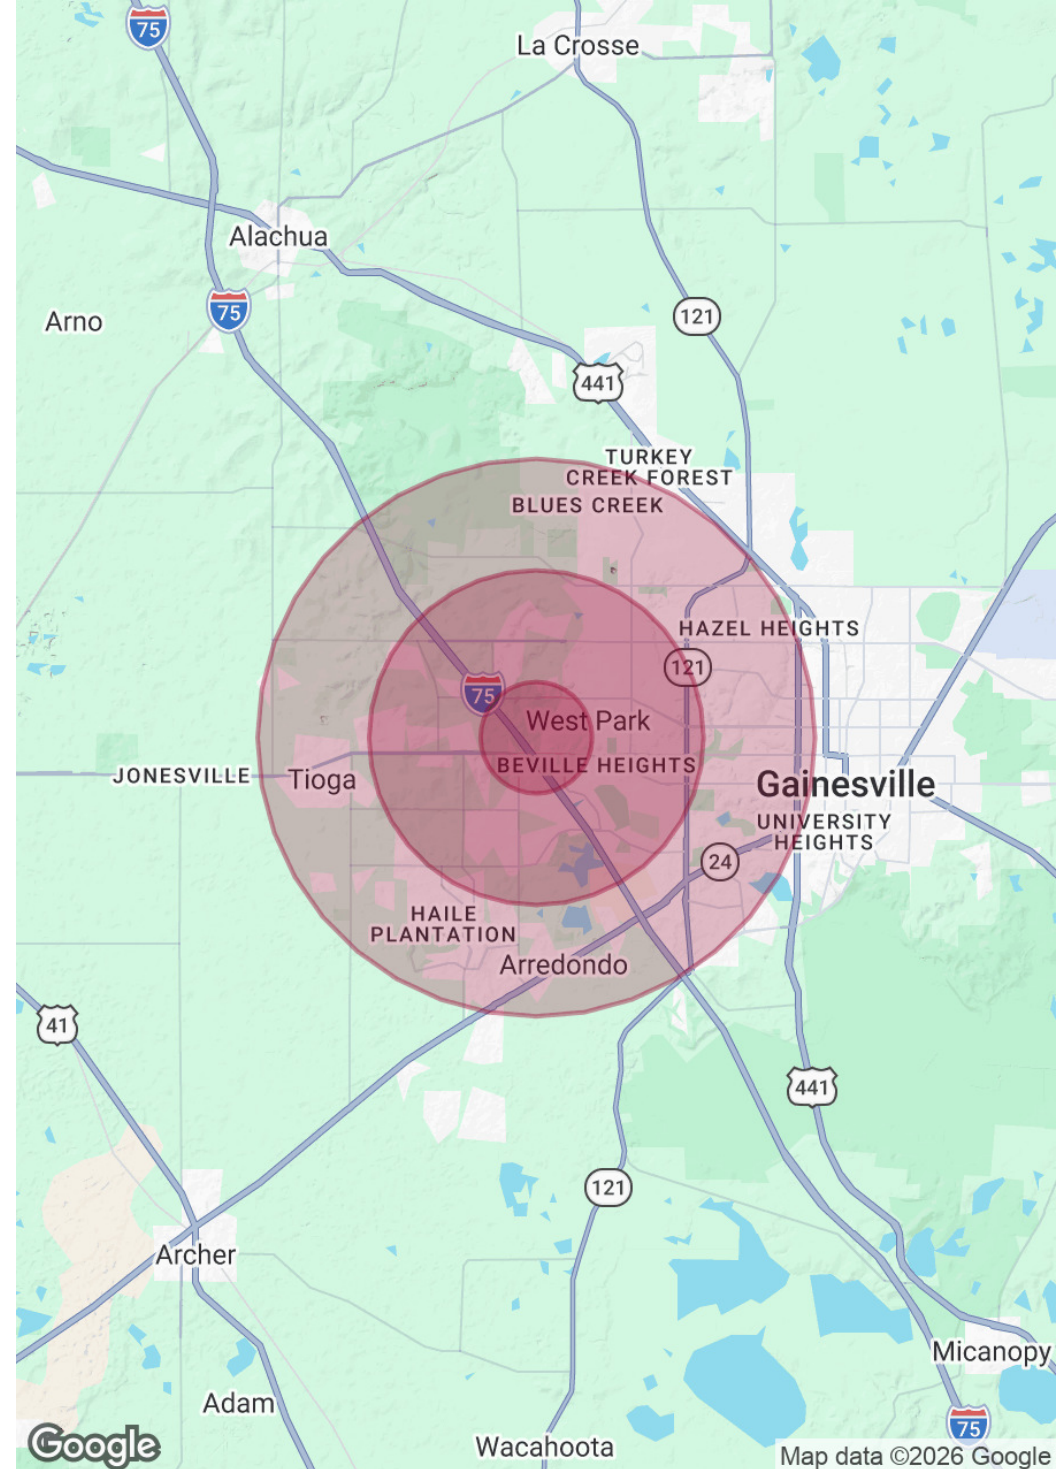 75
La Crosse
Alachua
75
Arno
121
441
TURKEY
CREEK FOREST
BLUES CREEK
HAZEL HEIGHTS
121
75
West Park
BEVILLE HEIGHTS
JONESVILLE
Tioga
Gainesville
UNIVERSITY
HEIGHTS
24
HAILE
PLANTATION
Arredondo
41
441
121
Archer
Micanopy
Adam
75
Wacahoota
Google
Map data ©2026 Google